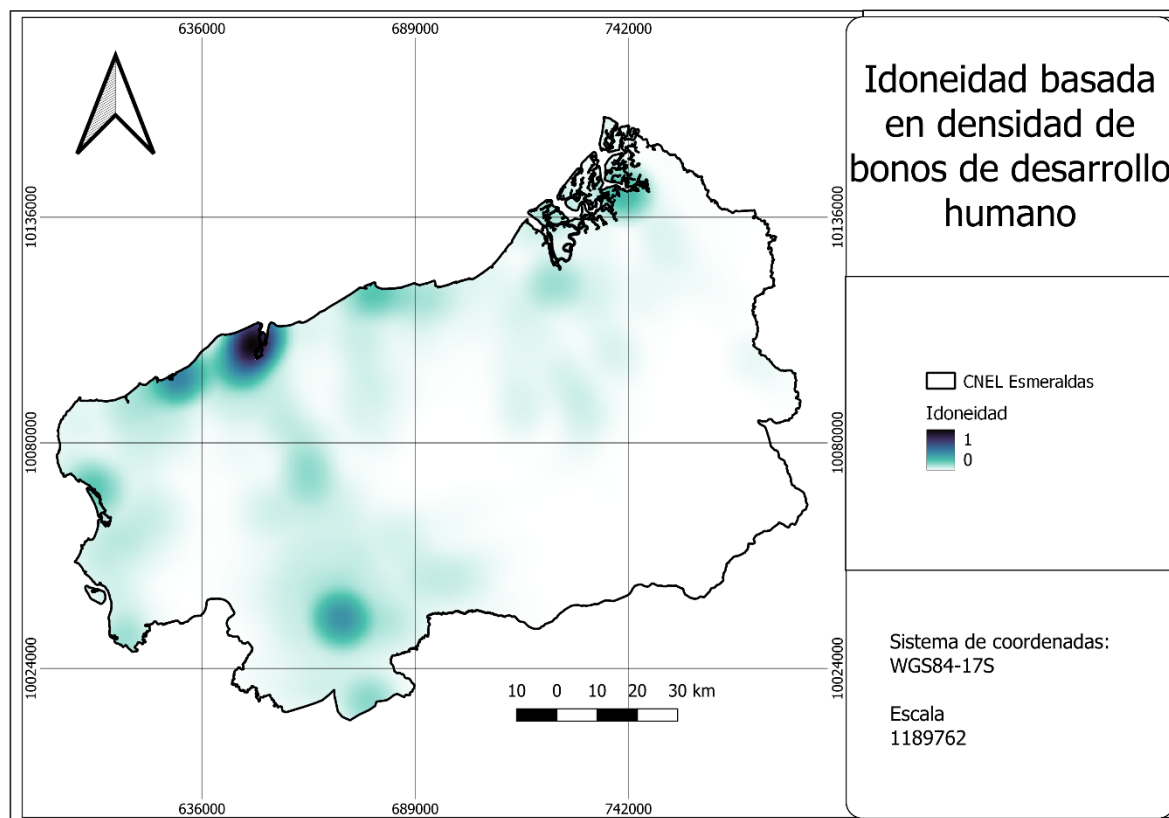 Idoneidad basada
en densidad de
bonos de desarrollo
humano
636000
689000
742000
10136000
10136000
10080000
10080000
10024000
10024000
636000
689000
742000
10 0 10 20 30 km
CNEL Esmeraldas
Idoneidad
1
0
Sistema de coordenadas:
WGS84-17S
Escala
1189762